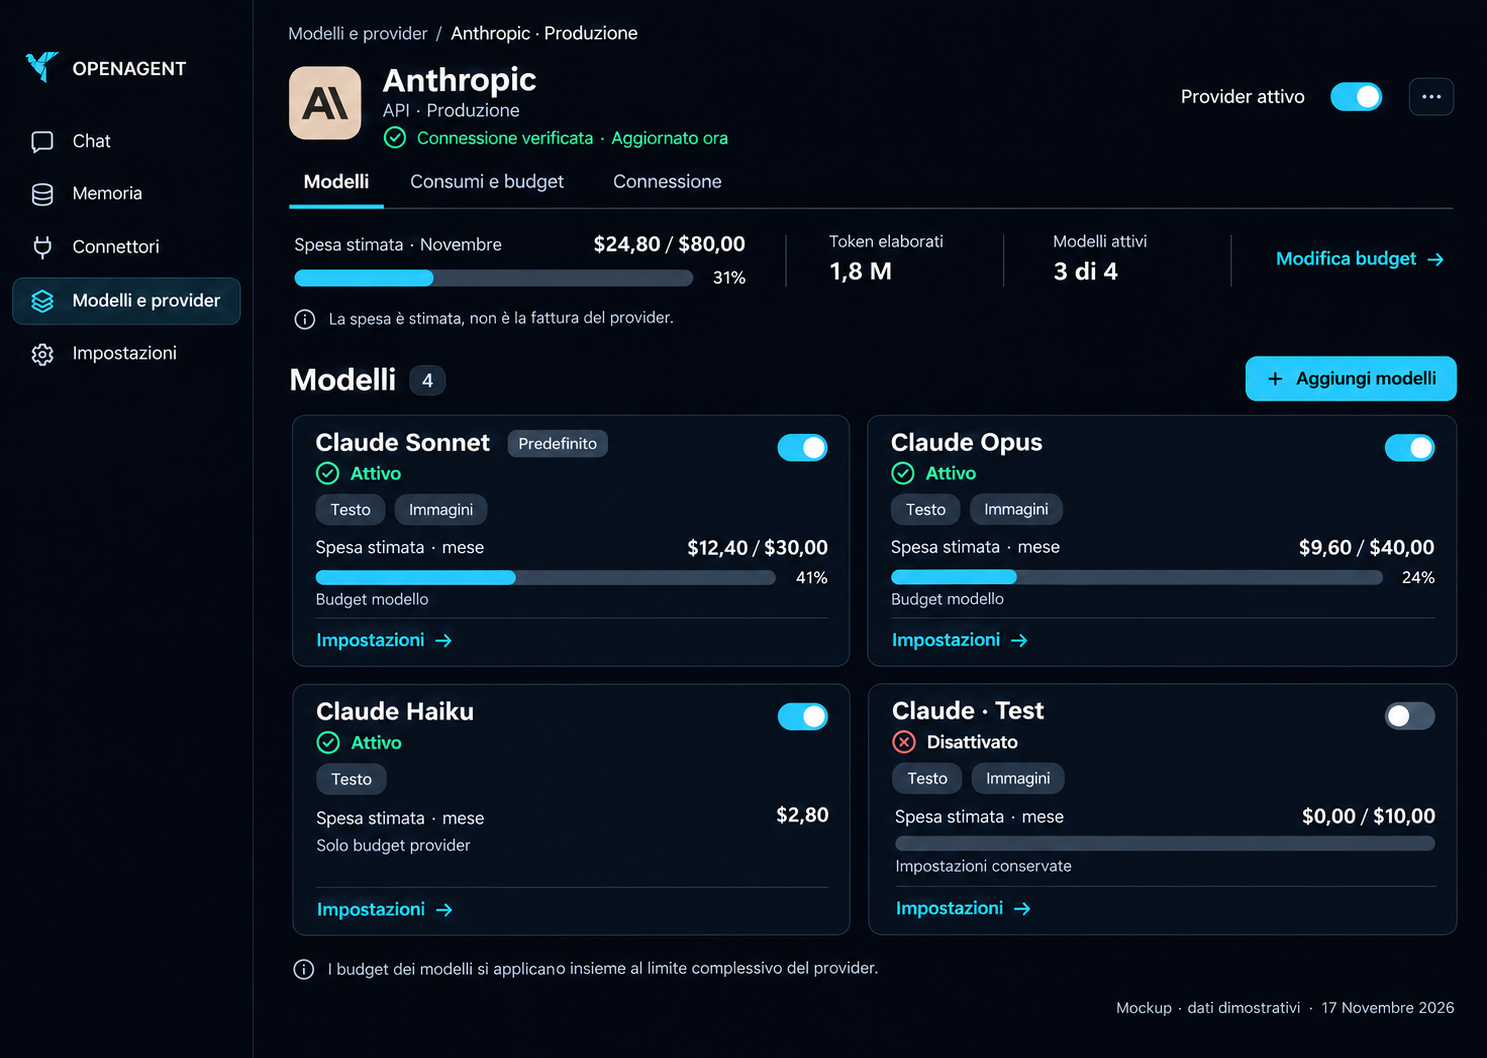 OPENAGENT
Chat
Memoria
Connettori
Modelli e provider
Impostazioni
Modelli e provider / Anthropic · Produzione
Anthropic
API · Produzione
Connessione verificata · Aggiornato ora
Provider attivo
Modelli Consumi e budget Connessione
Spesa stimata · Novembre $24,80 / $80,00
31%
Token elaborati
1,8 M
Modelli attivi
3 di 4
Modifica budget →
La spesa è stimata, non è la fattura del provider.
Modelli 4
+ Aggiungi modelli
Claude Sonnet Predefinito
Attivo
Testo Immagini
Spesa stimata · mese $12,40 / $30,00
41%
Budget modello
Impostazioni →
Claude Opus
Attivo
Testo Immagini
Spesa stimata · mese $9,60 / $40,00
24%
Budget modello
Impostazioni →
Claude Haiku
Attivo
Testo
Spesa stimata · mese $2,80
Solo budget provider
Impostazioni →
Claude · Test
Disattivato
Testo Immagini
Spesa stimata · mese $0,00 / $10,00
Impostazioni conservate
Impostazioni →
I budget dei modelli si applicano insieme al limite complessivo del provider.
Mockup · dati dimostrativi · 17 Novembre 2026